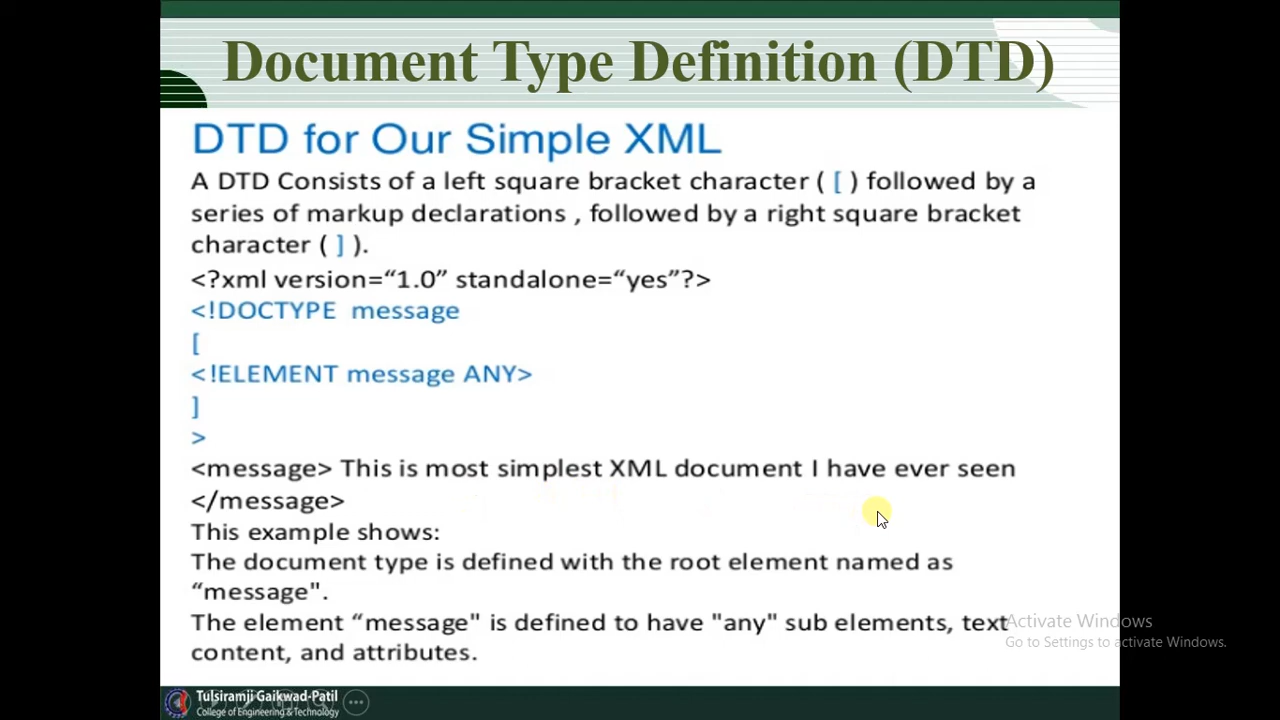 Document Type Definition (DTD)
DTD for Our Simple XML
A DTD Consists of a left square bracket character ( [ ) followed by a
series of markup declarations , followed by a right square bracket
character ( ] ).
<?xml version=“1.0” standalone=“yes”?>
<!DOCTYPE  message
[
<!ELEMENT message ANY>
]
>
<message> This is most simplest XML document I have ever seen
</message>
This example shows:
The document type is defined with the root element named as
“message".
The element “message" is defined to have "any" sub elements, text
content, and attributes.
Activate Windows
Go to Settings to activate Windows.
Tulsiramji Gaikwad-Patil
College of Engineering & Technology